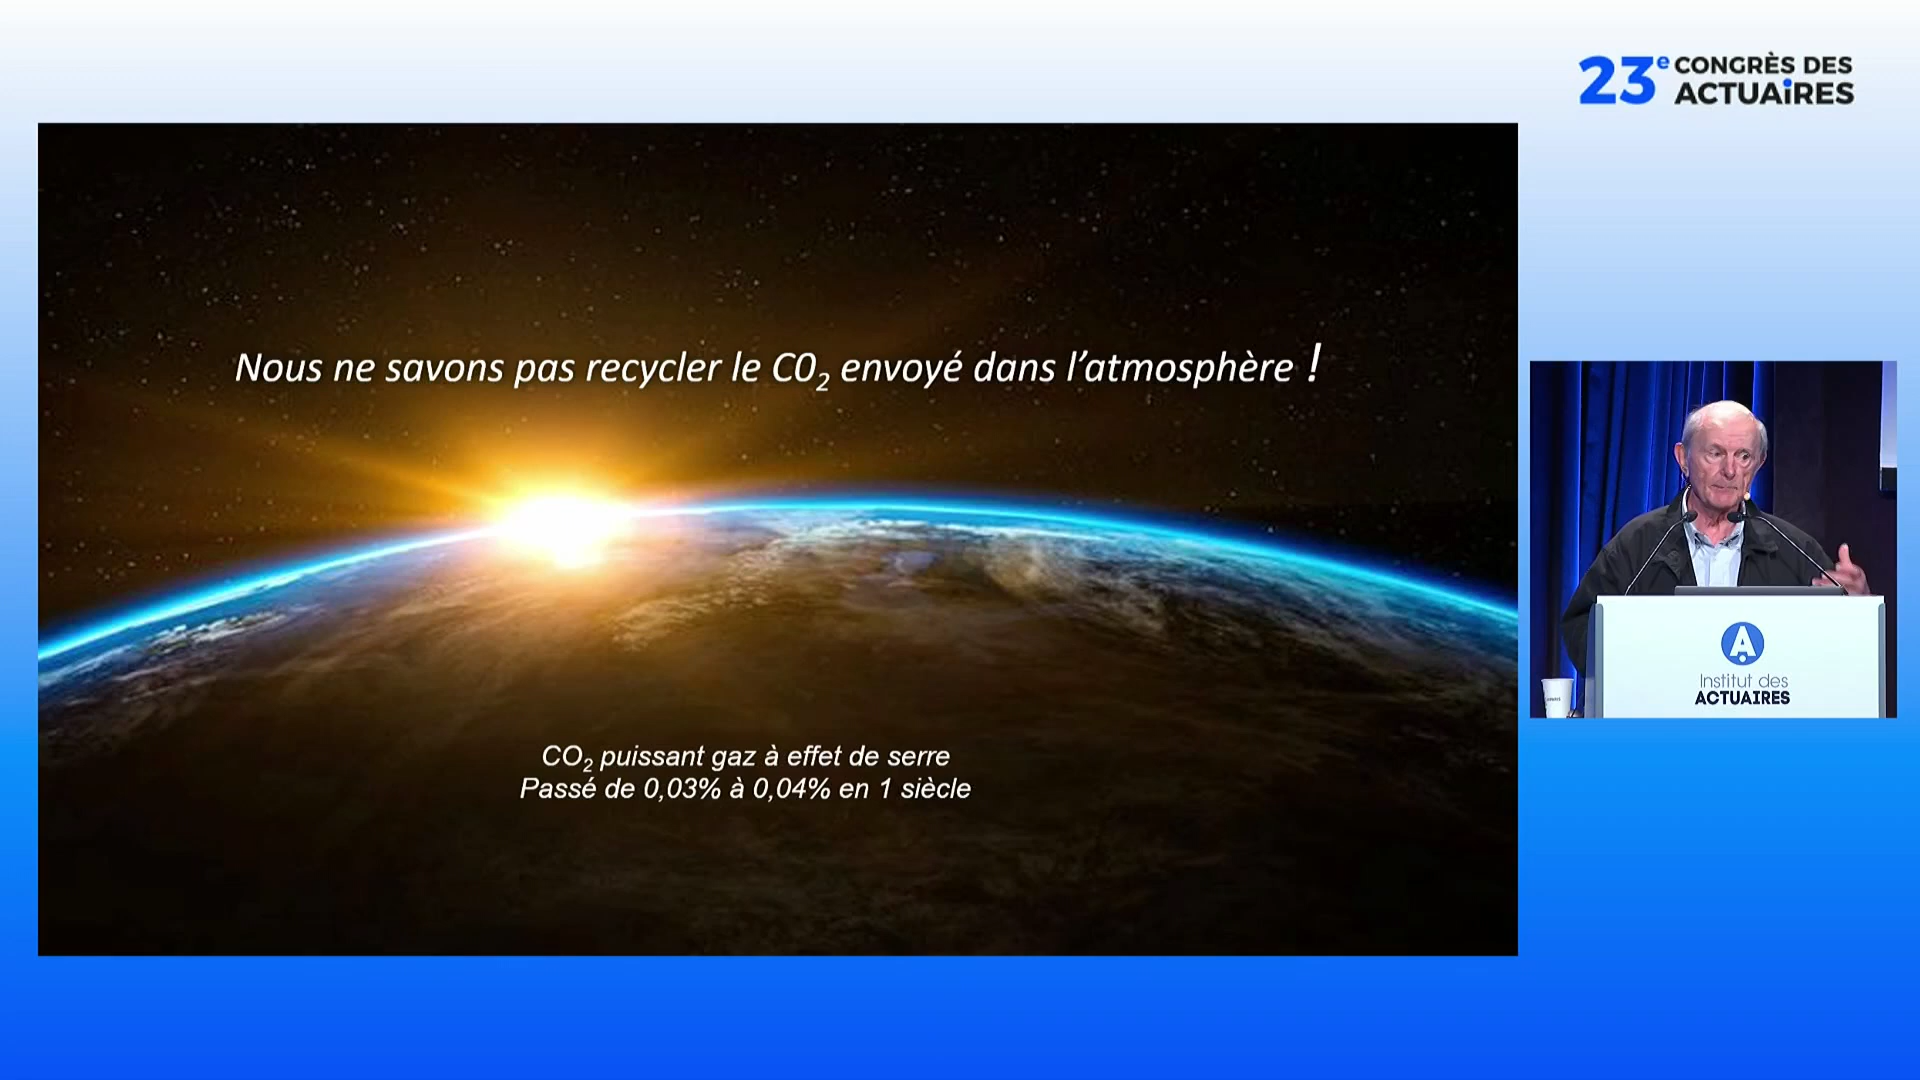 23e CONGRÈS DES
ACTUAIRES
Nous ne savons pas recycler le C0₂ envoyé dans l’atmosphère !
CO₂ puissant gaz à effet de serre
Passé de 0,03% à 0,04% en 1 siècle
Institut des
ACTUAIRES